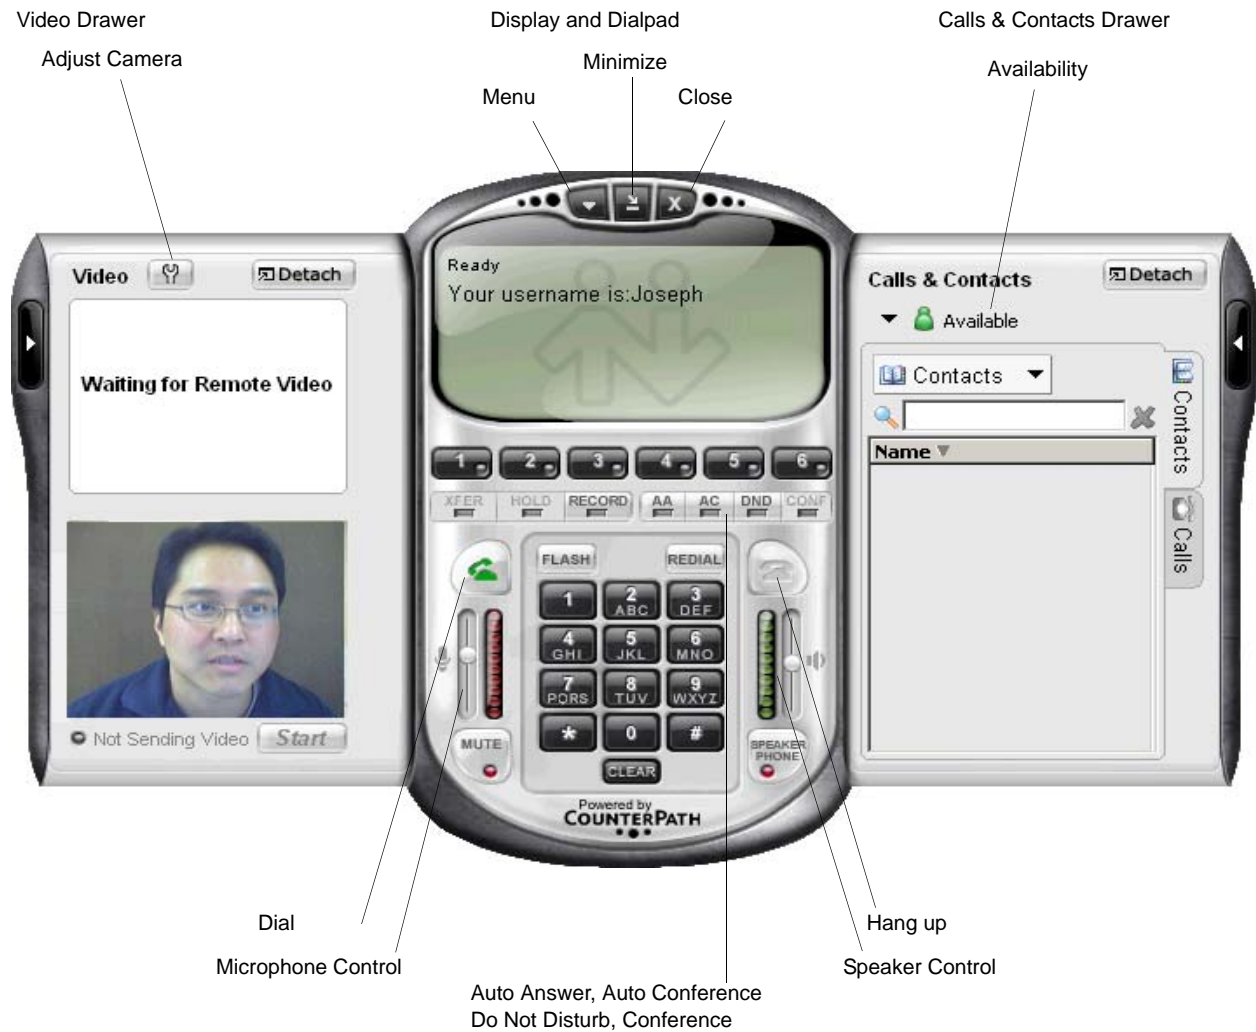 Video Drawer
Display and Dialpad
Calls & Contacts Drawer
Adjust Camera
Minimize
Availability
Menu
Close
X
Video
Detach
Waiting for Remote Video
Not Sending Video
Start
Ready
Your username is:Joseph
1 2 3 4 5 6
XFER HOLD RECORD AA AC DND CONF
FLASH
REDIAL
1
2 ABC
3 DEF
4 GHI
5 JKL
6 MNO
7 PQRS
8 TUV
9 WXYZ
*
0
#
MUTE
CLEAR
SPEAKER
PHONE
Powered by
COUNTERPATH
Calls & Contacts
Detach
Available
Contacts
Name
Contacts
Calls
Dial
Hang up
Microphone Control
Speaker Control
Auto Answer, Auto Conference
Do Not Disturb, Conference